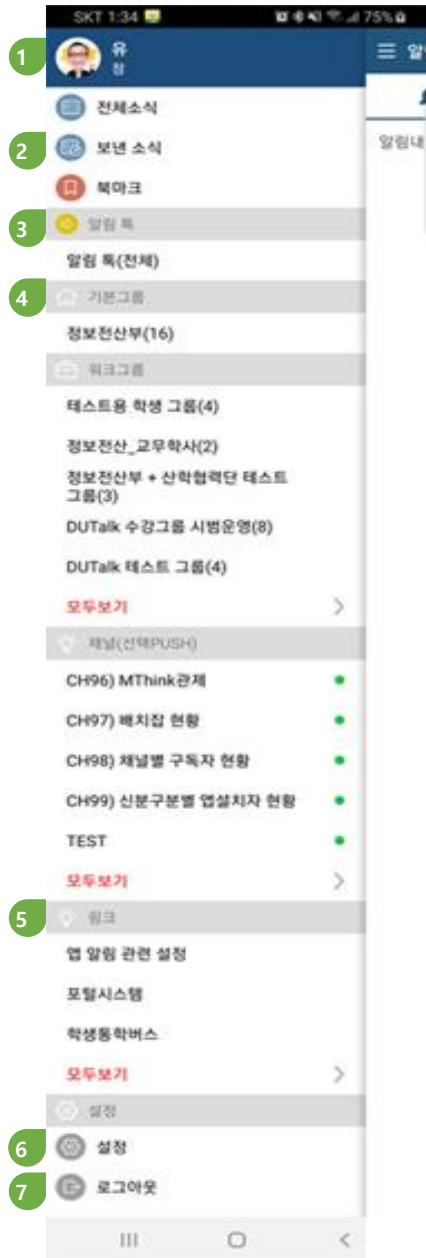 SKT 1:34 75%
1
유
정
알
전체소식
2
보낸 소식
알림내
북마크
3
알림 톡
알림 톡(전체)
4
기본그룹
정보전산부(16)
워크그룹
테스트용 학생 그룹(4)
정보전산_교무학사(2)
정보전산부 + 산학협력단 테스트
그룹(3)
DUTalk 수강그룹 시범운영(8)
DUTalk 테스트 그룹(4)
모두보기
채널(선택PUSH)
CH96) MThink관제
CH97) 배치잡 현황
CH98) 채널별 구독자 현황
CH99) 신분구분별 앱설치자 현황
TEST
모두보기
5
링크
앱 알림 관련 설정
포털시스템
학생통학버스
모두보기
설정
6
설정
7
로그아웃